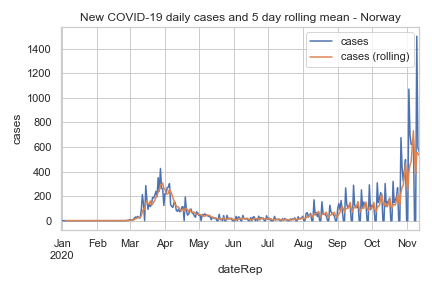 New COVID-19 daily cases and 5 day rolling mean - Norway
cases
cases (rolling)
1400
1200
1000
800
600
400
200
0
cases
Jan Feb Mar Apr May Jun Jul Aug Sep Oct Nov
2020
dateRep